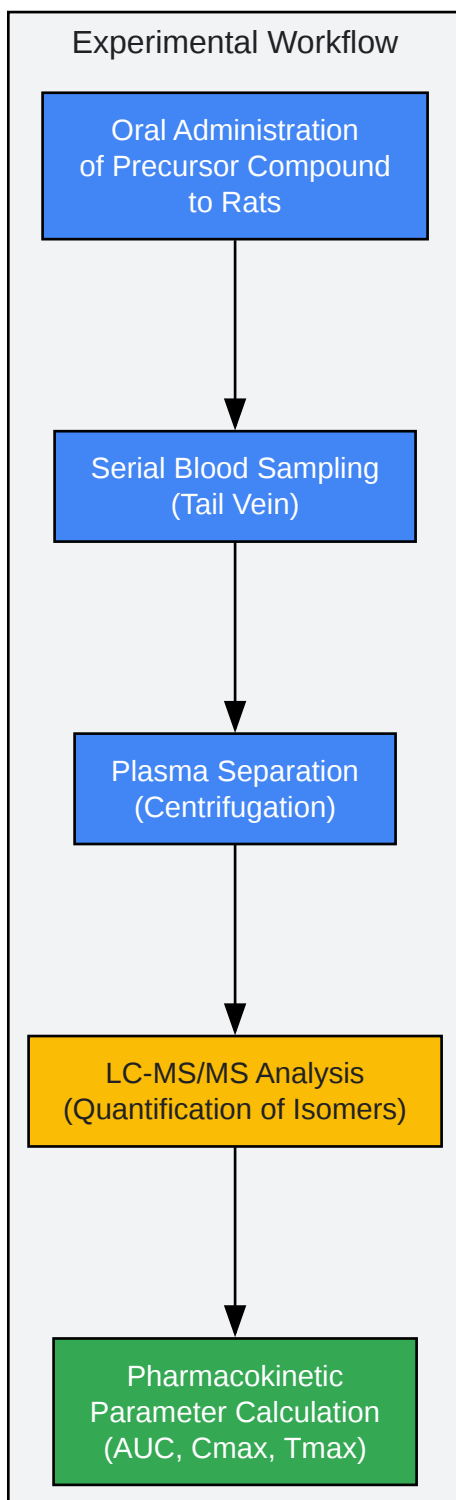 Experimental Workflow
Oral Administration
of Precursor Compound
to Rats
Serial Blood Sampling
(Tail Vein)
Plasma Separation
(Centrifugation)
LC-MS/MS Analysis
(Quantification of Isomers)
Pharmacokinetic
Parameter Calculation
(AUC, Cmax, Tmax)